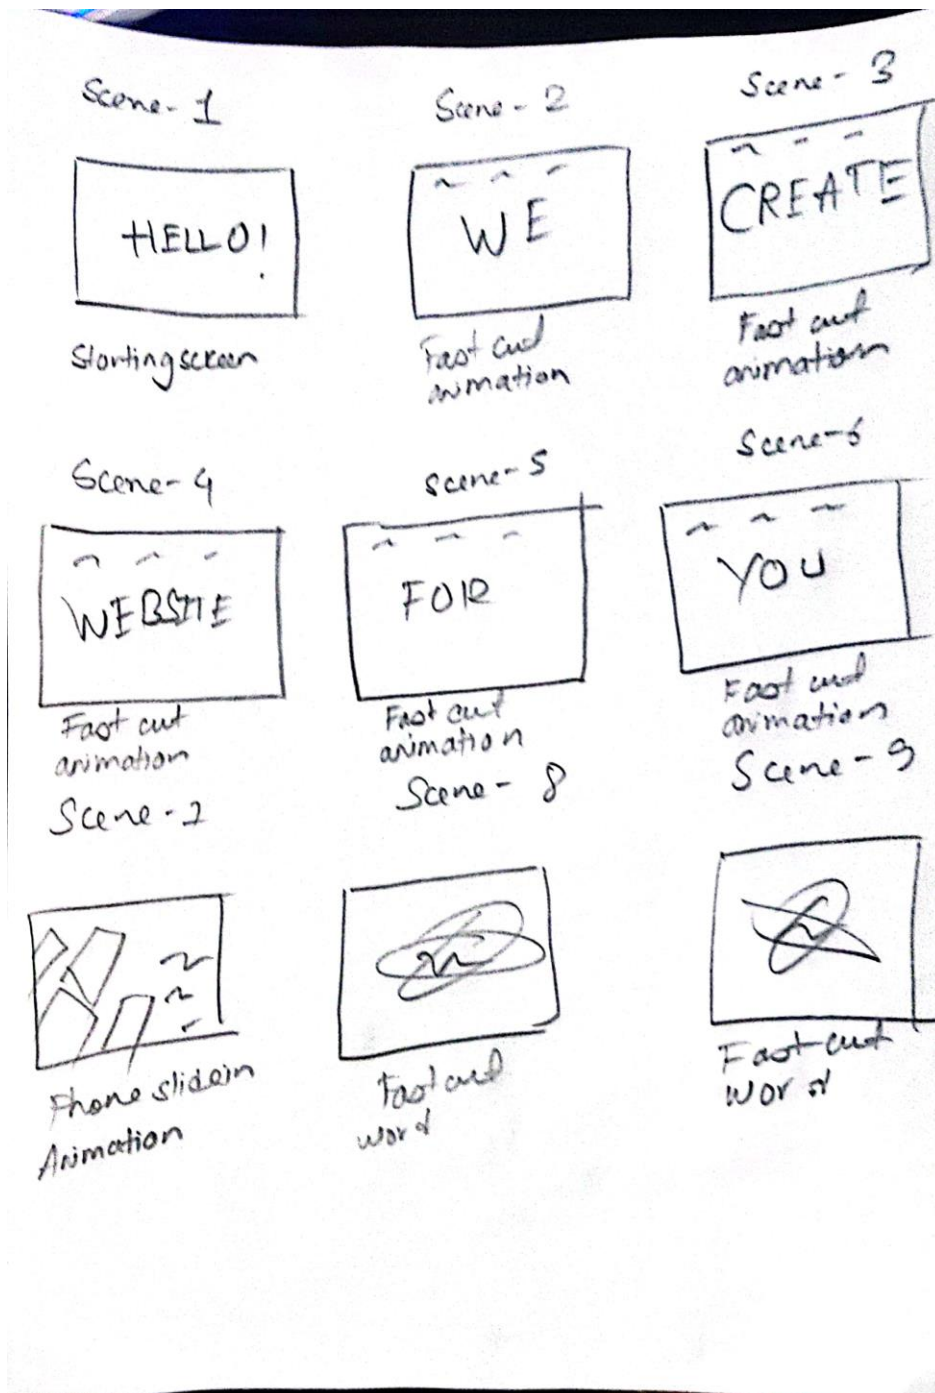 Scene-1
HELLO!
Starting screen
Scene-2
WE
Fast cut
animation
Scene-3
CREATE
Fast cut
animation
Scene-4
WEBSITE
Fast cut
animation
Scene-5
FOR
Fast cut
animation
Scene-6
YOU
Fast cut
animation
Scene-7
Phone slidein
Animation
Scene-8
Fast cut
word
Scene-9
Fast cut
word